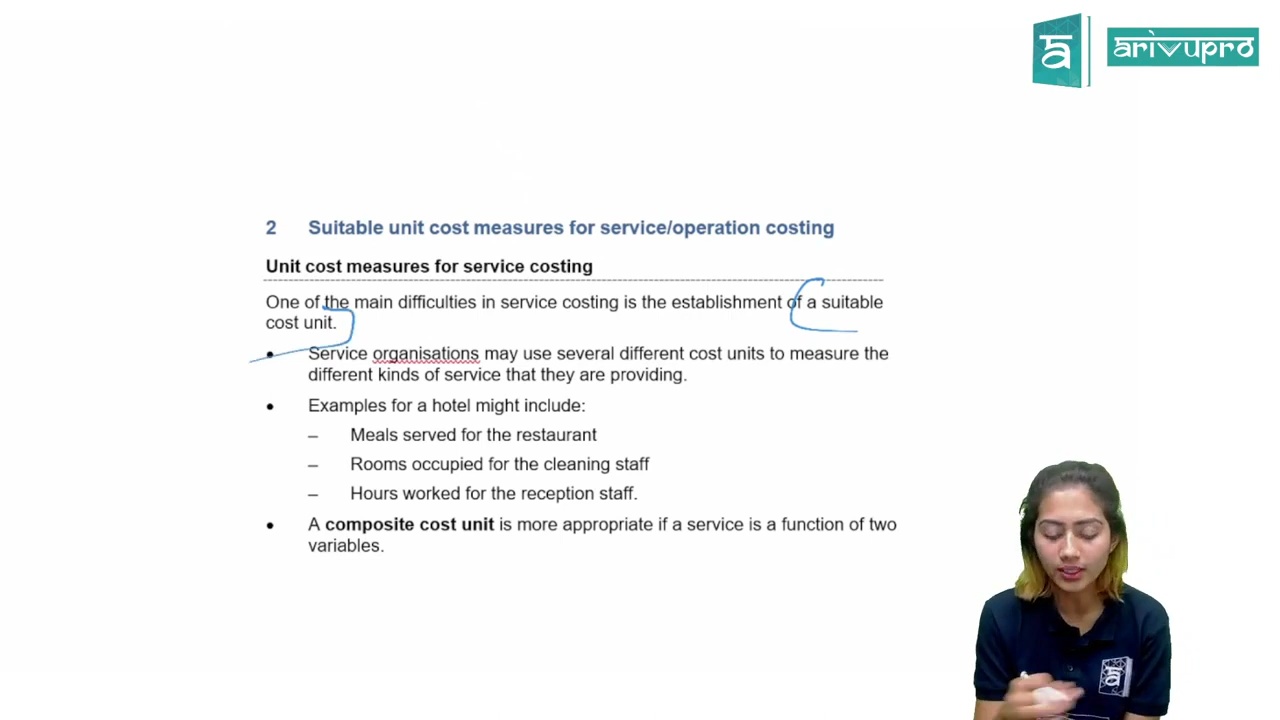 arivupro
2 Suitable unit cost measures for service/operation costing
Unit cost measures for service costing
One of the main difficulties in service costing is the establishment of a suitable
cost unit.
• Service organisations may use several different cost units to measure the
different kinds of service that they are providing.
• Examples for a hotel might include:
– Meals served for the restaurant
– Rooms occupied for the cleaning staff
– Hours worked for the reception staff.
• A composite cost unit is more appropriate if a service is a function of two
variables.